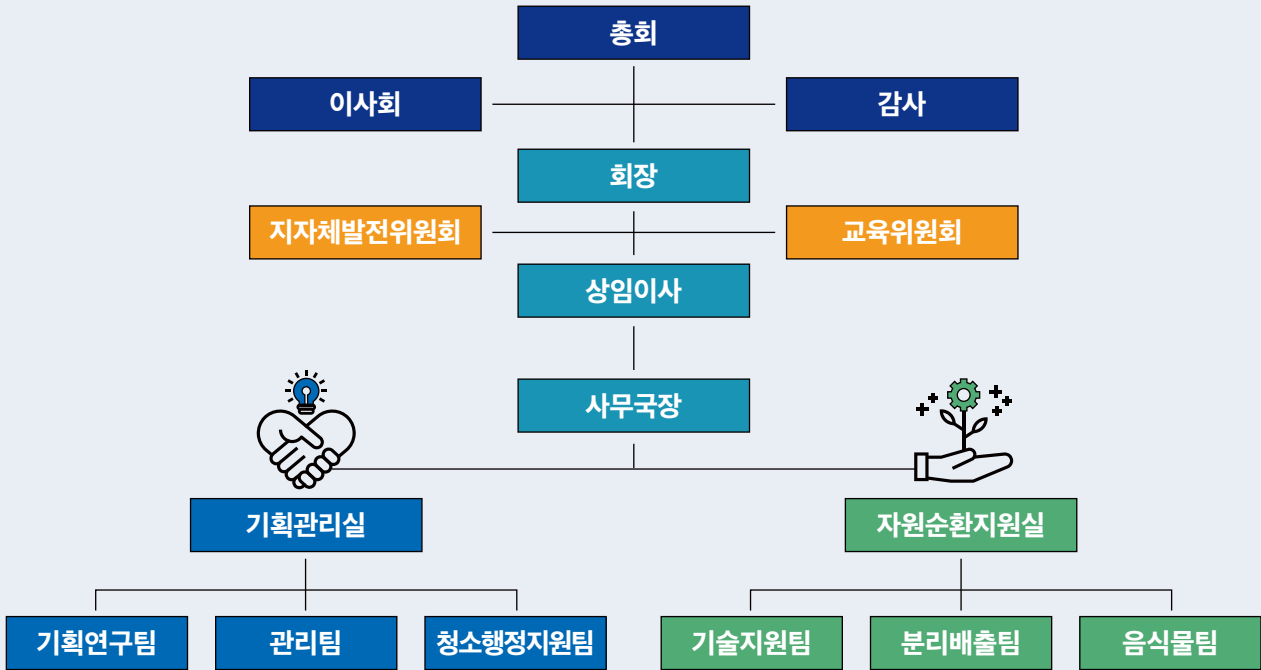 총회
이사회
감사
회장
지자체발전위원회
교육위원회
상임이사
사무국장
기획관리실
자원순환지원실
기획연구팀
관리팀
청소행정지원팀
기술지원팀
분리배출팀
음식물팀